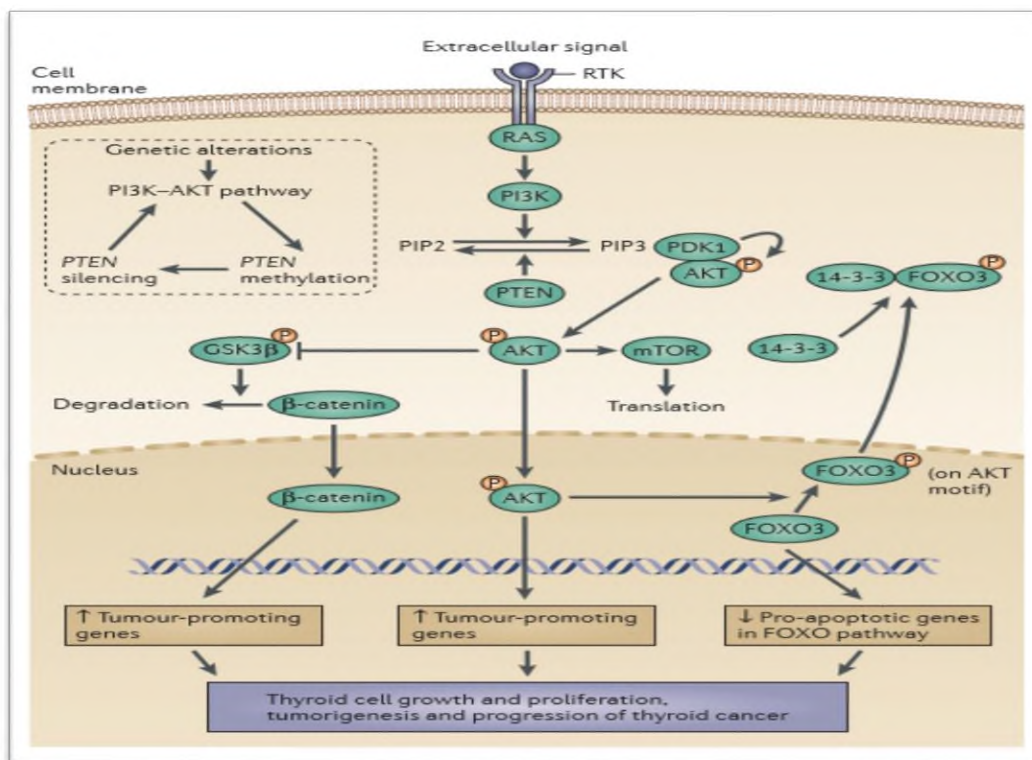 Extracellular signal
Cell
membrane
RTK
RAS
Genetic alterations
PI3K–AKT pathway
PTEN
silencing
PTEN
methylation
PI3K
PIP2
PIP3
PDK1
AKT
P
PTEN
14-3-3
FOXO3
P
GSK3β
P
P
AKT
mTOR
14-3-3
Degradation
β-catenin
Translation
Nucleus
β-catenin
P
AKT
FOXO3
P
(on AKT
motif)
FOXO3
↑ Tumour-promoting
genes
↑ Tumour-promoting
genes
↓ Pro-apoptotic genes
in FOXO pathway
Thyroid cell growth and proliferation,
tumorigenesis and progression of thyroid cancer